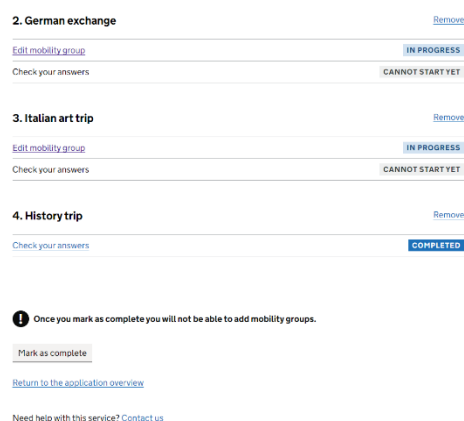 2. German exchange Remove
Edit mobility group IN PROGRESS
Check your answers CANNOT START YET
3. Italian art trip Remove
Edit mobility group IN PROGRESS
Check your answers CANNOT START YET
4. History trip Remove
Check your answers COMPLETED
! Once you mark as complete you will not be able to add mobility groups.
Mark as complete
Return to the application overview
Need help with this service? Contact us